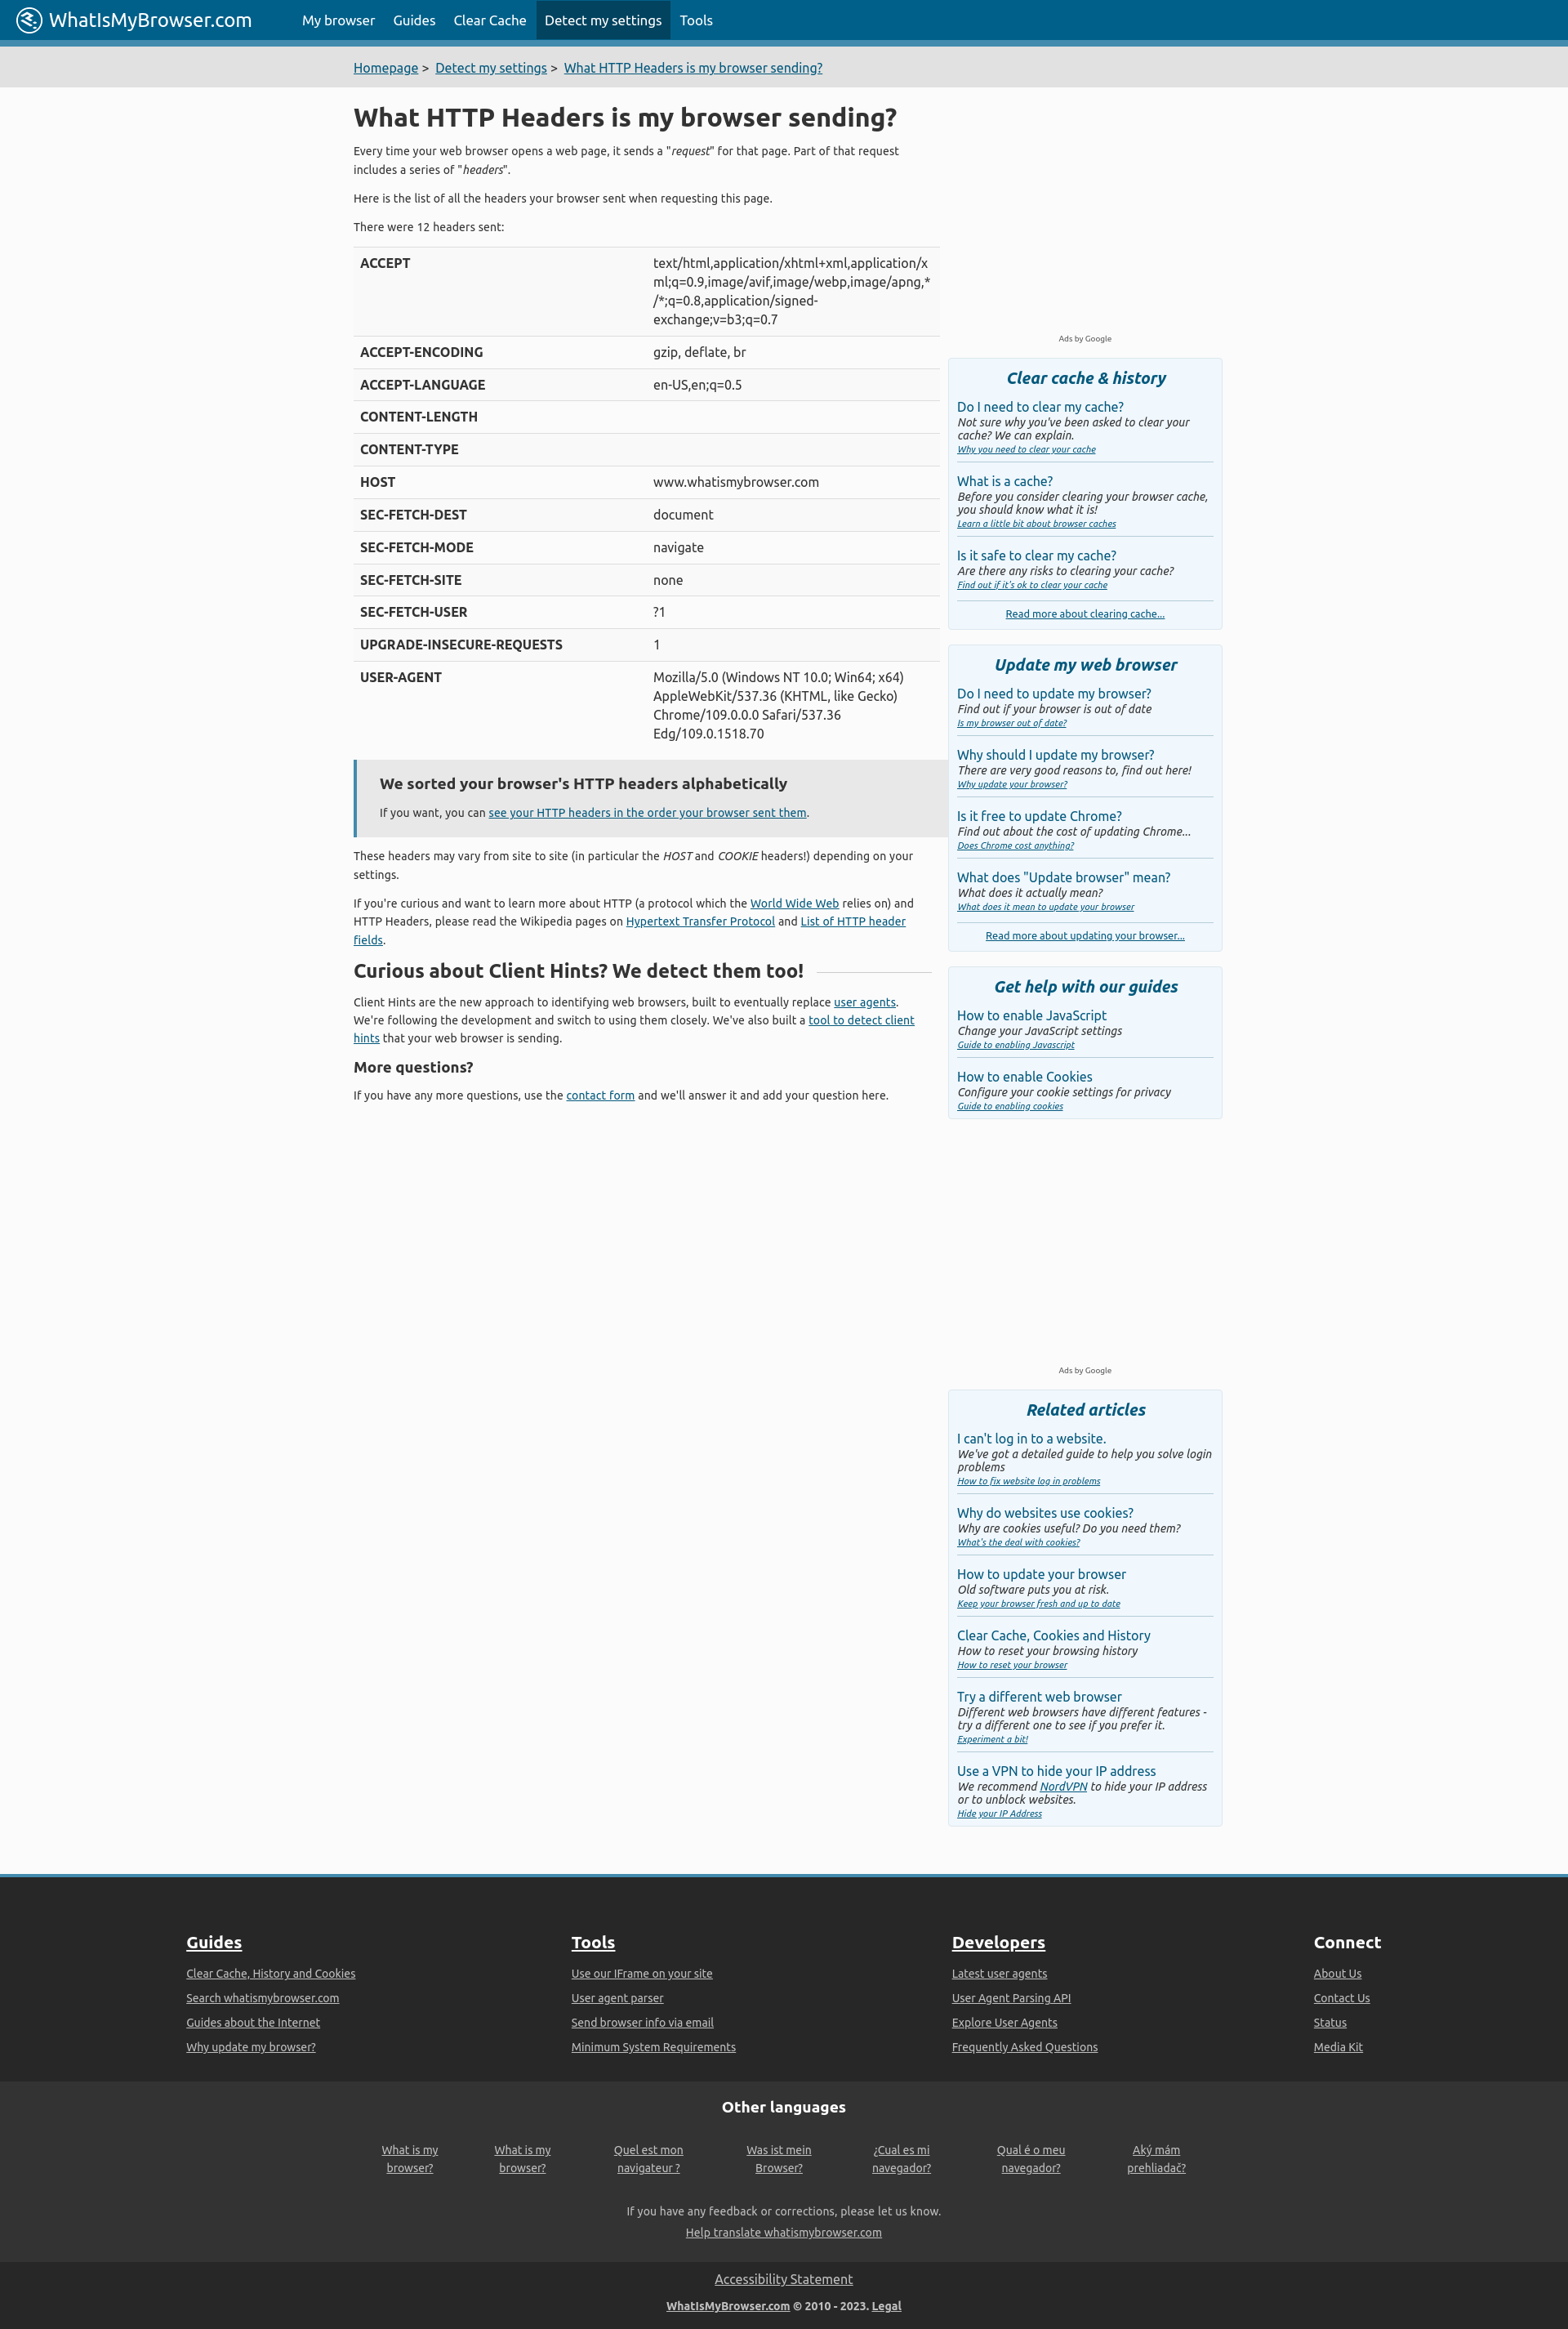 WhatIsMyBrowser.com
My browser Guides Clear Cache Detect my settings Tools
Homepage > Detect my settings > What HTTP Headers is my browser sending?
What HTTP Headers is my browser sending?
Every time your web browser opens a web page, it sends a "request" for that page. Part of that request
includes a series of "headers".
Here is the list of all the headers your browser sent when requesting this page.
There were 12 headers sent:
ACCEPT text/html,application/xhtml+xml,application/x
ml;q=0.9,image/avif,image/webp,image/apng,*
/*;q=0.8,application/signed-
exchange;v=b3;q=0.7
ACCEPT-ENCODING gzip, deflate, br
ACCEPT-LANGUAGE en-US,en;q=0.5
CONTENT-LENGTH
CONTENT-TYPE
HOST www.whatismybrowser.com
SEC-FETCH-DEST document
SEC-FETCH-MODE navigate
SEC-FETCH-SITE none
SEC-FETCH-USER ?1
UPGRADE-INSECURE-REQUESTS 1
USER-AGENT Mozilla/5.0 (Windows NT 10.0; Win64; x64)
AppleWebKit/537.36 (KHTML, like Gecko)
Chrome/109.0.0.0 Safari/537.36
Edg/109.0.1518.70
We sorted your browser's HTTP headers alphabetically
If you want, you can see your HTTP headers in the order your browser sent them.
These headers may vary from site to site (in particular the HOST and COOKIE headers!) depending on your
settings.
If you're curious and want to learn more about HTTP (a protocol which the World Wide Web relies on) and
HTTP Headers, please read the Wikipedia pages on Hypertext Transfer Protocol and List of HTTP header
fields.
Curious about Client Hints? We detect them too!
Client Hints are the new approach to identifying web browsers, built to eventually replace user agents.
We're following the development and switch to using them closely. We've also built a tool to detect client
hints that your web browser is sending.
More questions?
If you have any more questions, use the contact form and we'll answer it and add your question here.
Ads by Google
Clear cache & history
Do I need to clear my cache?
Not sure why you've been asked to clear your
cache? We can explain.
Why you need to clear your cache
What is a cache?
Before you consider clearing your browser cache,
you should know what it is!
Learn a little bit about browser caches
Is it safe to clear my cache?
Are there any risks to clearing your cache?
Find out if it's ok to clear your cache
Read more about clearing cache...
Update my web browser
Do I need to update my browser?
Find out if your browser is out of date
Is my browser out of date?
Why should I update my browser?
There are very good reasons to, find out here!
Why update your browser?
Is it free to update Chrome?
Find out about the cost of updating Chrome...
Does Chrome cost anything?
What does "Update browser" mean?
What does it actually mean?
What does it mean to update your browser
Read more about updating your browser...
Get help with our guides
How to enable JavaScript
Change your JavaScript settings
Guide to enabling Javascript
How to enable Cookies
Configure your cookie settings for privacy
Guide to enabling cookies
Ads by Google
Related articles
I can't log in to a website.
We've got a detailed guide to help you solve login
problems
How to fix website log in problems
Why do websites use cookies?
Why are cookies useful? Do you need them?
What's the deal with cookies?
How to update your browser
Old software puts you at risk.
Keep your browser fresh and up to date
Clear Cache, Cookies and History
How to reset your browsing history
How to reset your browser
Try a different web browser
Different web browsers have different features -
try a different one to see if you prefer it.
Experiment a bit!
Use a VPN to hide your IP address
We recommend NordVPN to hide your IP address
or to unblock websites.
Hide your IP Address
Guides
Clear Cache, History and Cookies
Search whatismybrowser.com
Guides about the Internet
Why update my browser?
Tools
Use our IFrame on your site
User agent parser
Send browser info via email
Minimum System Requirements
Developers
Latest user agents
User Agent Parsing API
Explore User Agents
Frequently Asked Questions
Connect
About Us
Contact Us
Status
Media Kit
Other languages
What is my
browser?
What is my
browser?
Quel est mon
navigateur ?
Was ist mein
Browser?
¿Cual es mi
navegador?
Qual é o meu
navegador?
Aký mám
prehliadač?
If you have any feedback or corrections, please let us know.
Help translate whatismybrowser.com
Accessibility Statement
WhatIsMyBrowser.com © 2010 - 2023. Legal